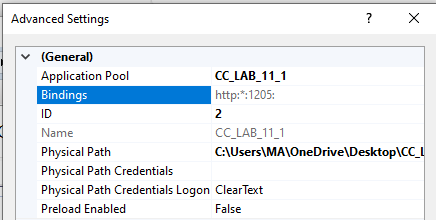 Advanced Settings
(General)
Application Pool CC_LAB_11_1
Bindings http:*:1205:
ID 2
Name CC_LAB_11_1
Physical Path C:\Users\MA\OneDrive\Desktop\CC_L
Physical Path Credentials
Physical Path Credentials Logon ClearText
Preload Enabled False